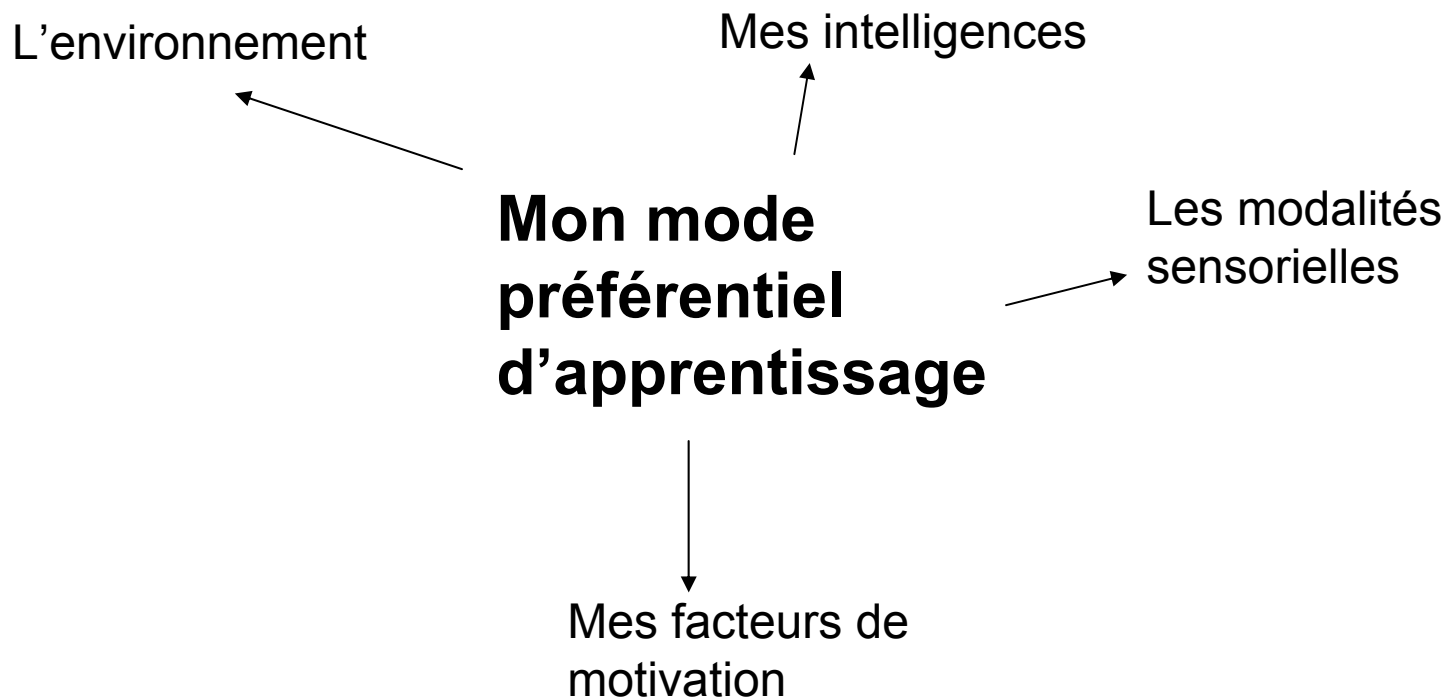 L’environnement
Mes intelligences
Mon mode
préférentiel
d’apprentissage
Les modalités
sensorielles
Mes facteurs de
motivation